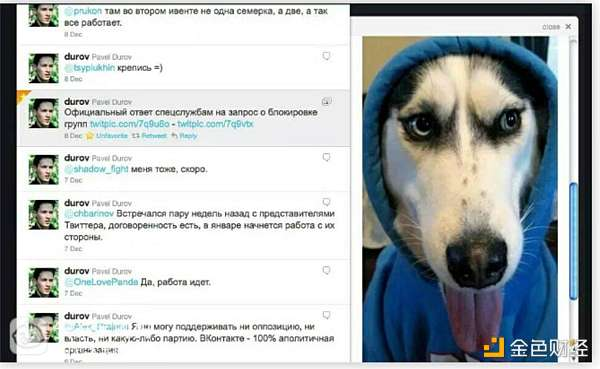 @prukon там во втором ивенте не одна семерка, а две, а так
все работает.
8 Dec
durov Pavel Durov
@tsyplukhin крепись =)
8 Dec
durov Pavel Durov
Официальный ответ спецслужбам на запрос о блокировке
групп twitpic.com/7q9u8o - twitpic.com/7q9vtx
8 Dec Unfavorite Retweet Reply
durov Pavel Durov
@shadow_fight меня тоже, скоро.
7 Dec
durov Pavel Durov
@chbarinov Встречался пару недель назад с представителями
Твиттера, договоренность есть, в январе начнется работа с их
стороны.
7 Dec
durov Pavel Durov
@OneLovePanda Да, работа идет.
7 Dec
durov Pavel Durov
Я не могу поддерживать ни оппозицию, ни
власть, ни какую-либо партию. ВКонтакте - 100% аполитичная
организация
close x
金色财经